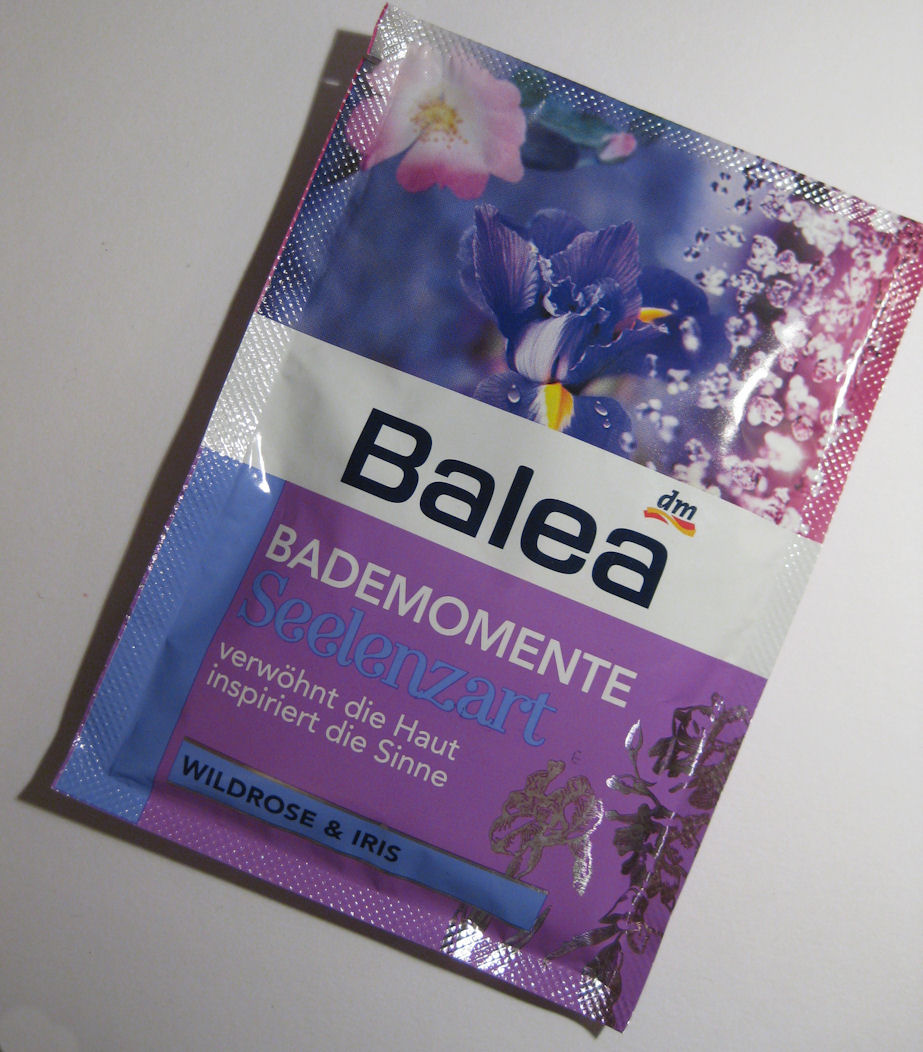 Balea
dm
BADEMOMENTE
Seelenzart
verwöhnt die Haut
inspiriert die Sinne
WILDROSE & IRIS